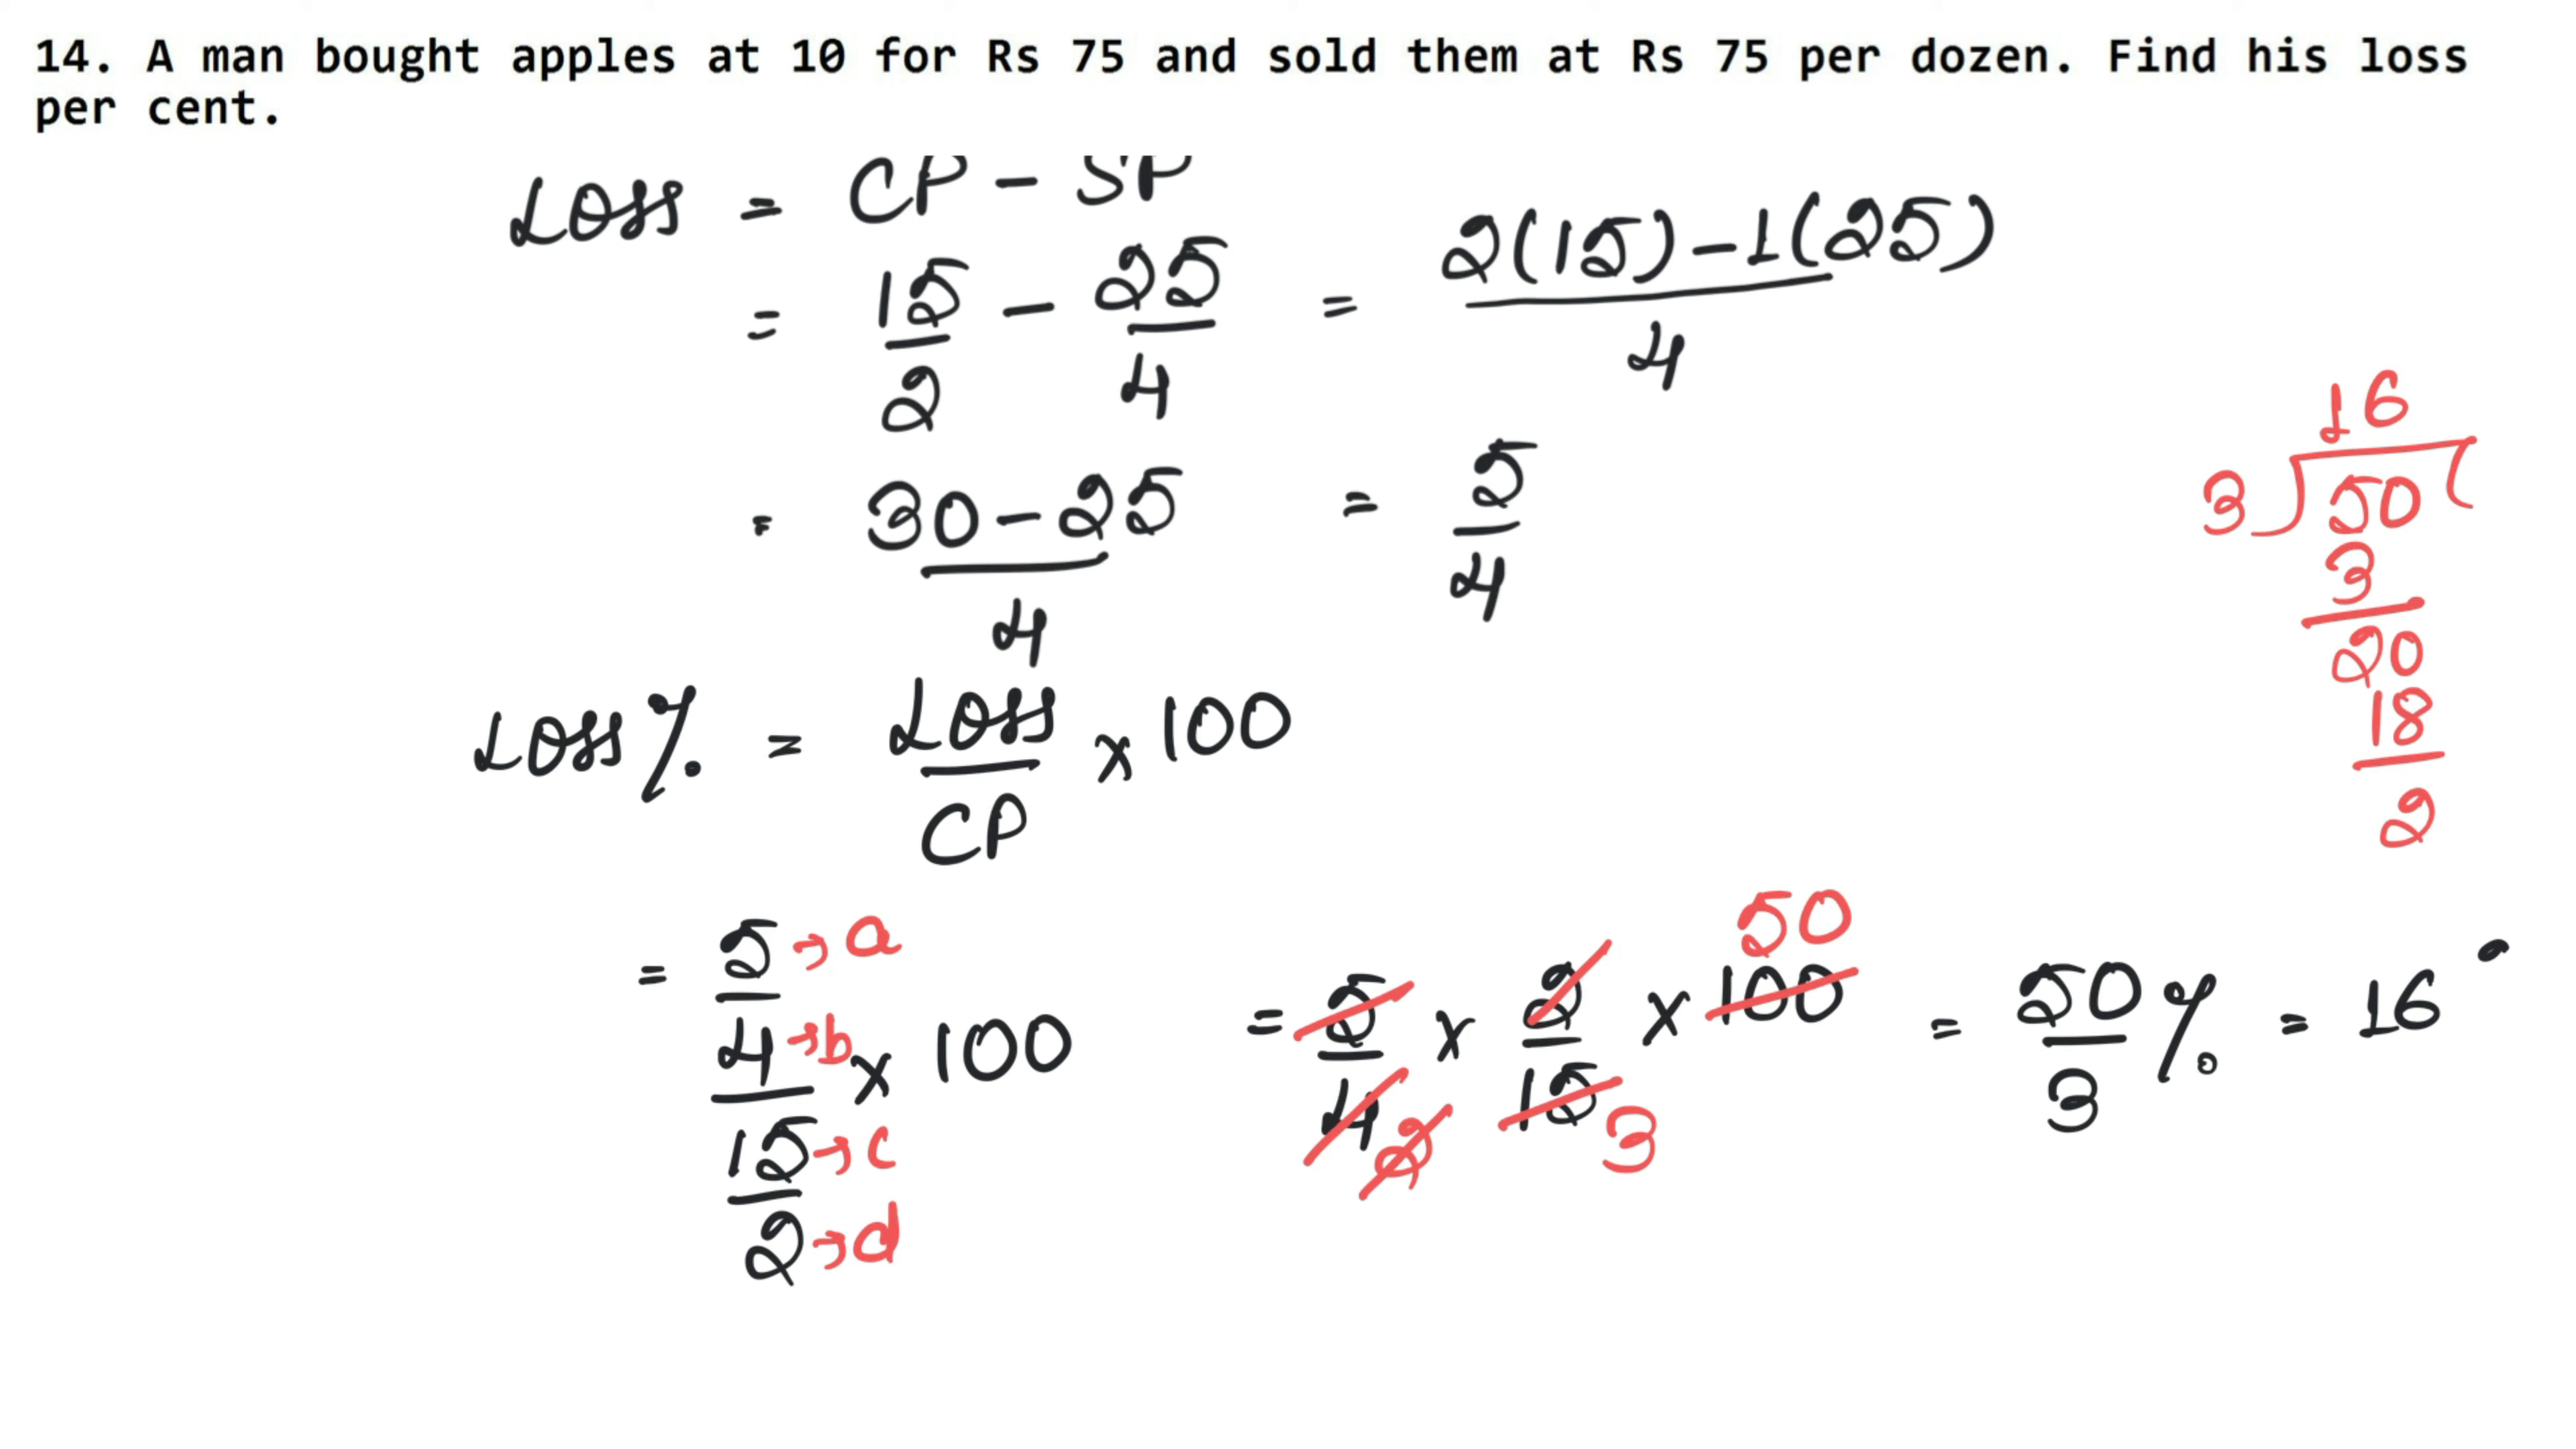 14. A man bought apples at 10 for Rs 75 and sold them at Rs 75 per dozen. Find his loss
per cent.
Loss = CP - SP
= 15/2 - 25/4 = 2(15)-1(25)/4
= 30-25/4 = 5/4
16
3)50(
3
20
18
2
Loss% = Loss/CP x 100
= 5→a/4→b/15→c/2→d x 100
= 5/4 x 2/15 x 100 = 50/3 % = 16
50
2 3